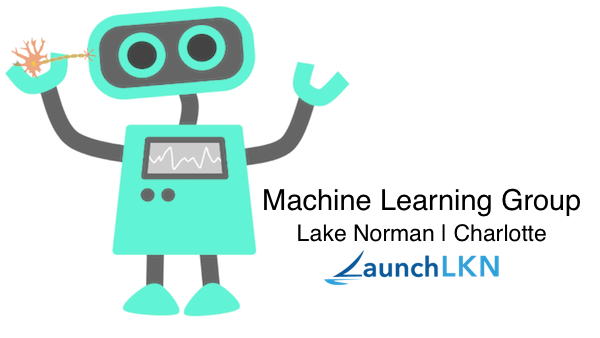 Machine Learning Group
Lake Norman | Charlotte
LaunchLKN